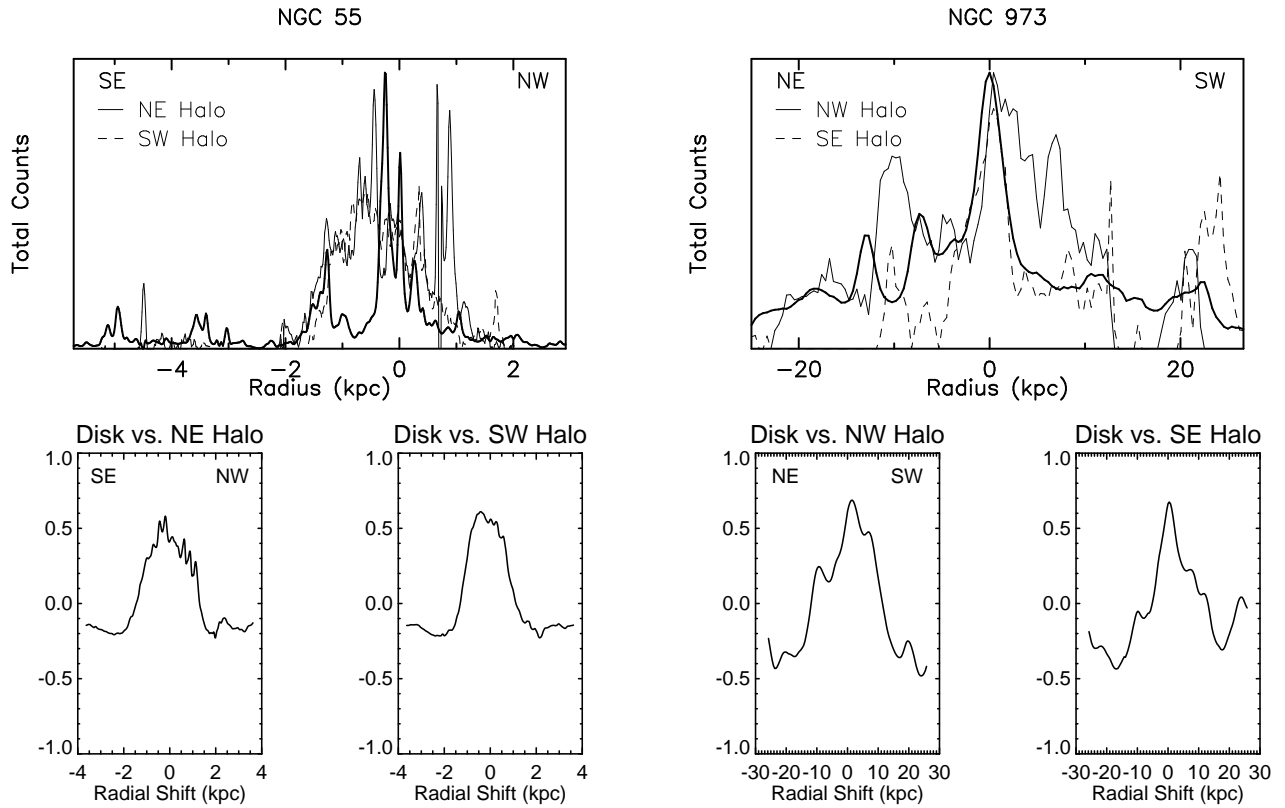 NGC 55
NGC 973
SE
NW
NE Halo
SW Halo
Total Counts
−4
−2
0
2
Radius (kpc)
NE
SW
NW Halo
SE Halo
Total Counts
−20
0
20
Radius (kpc)
Disk vs. NE Halo
1.0
0.5
0.0
-0.5
-1.0
SE
NW
-4 -2 0 2 4
Radial Shift (kpc)
Disk vs. SW Halo
1.0
0.5
0.0
-0.5
-1.0
-4 -2 0 2 4
Radial Shift (kpc)
Disk vs. NW Halo
1.0
0.5
0.0
-0.5
-1.0
NE
SW
-30 -20 -10 0 10 20 30
Radial Shift (kpc)
Disk vs. SE Halo
1.0
0.5
0.0
-0.5
-1.0
-30 -20 -10 0 10 20 30
Radial Shift (kpc)